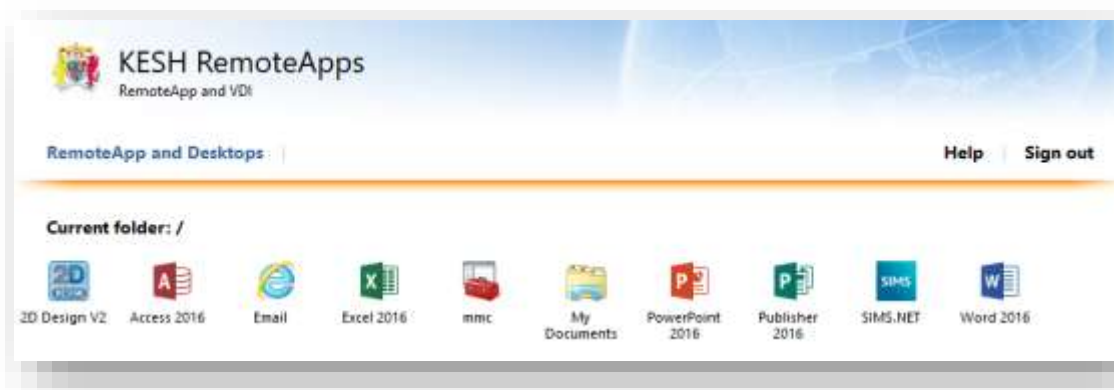 KESH RemoteApps
RemoteApp and VDI
RemoteApp and Desktops
Help Sign out
Current folder: /
2D Design V2 Access 2016 Email Excel 2016 mmc My Documents PowerPoint 2016 Publisher 2016 SIMS.NET Word 2016